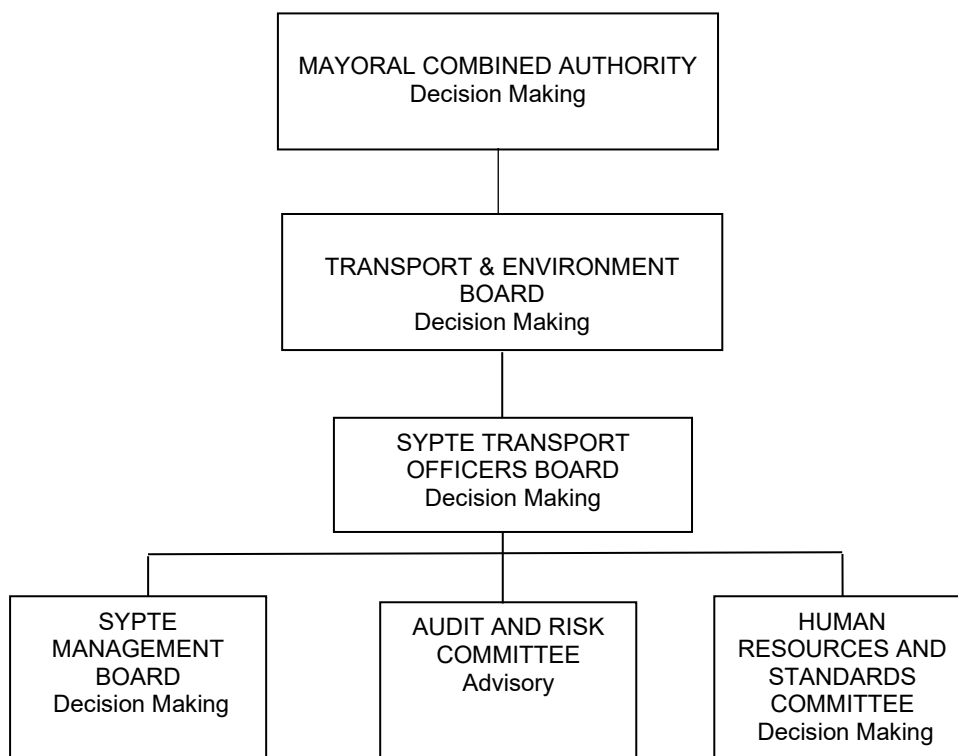 MAYORAL COMBINED AUTHORITY
Decision Making
TRANSPORT & ENVIRONMENT
BOARD
Decision Making
SYPTE TRANSPORT
OFFICERS BOARD
Decision Making
SYPTE
MANAGEMENT
BOARD
Decision Making
AUDIT AND RISK
COMMITTEE
Advisory
HUMAN
RESOURCES AND
STANDARDS
COMMITTEE
Decision Making